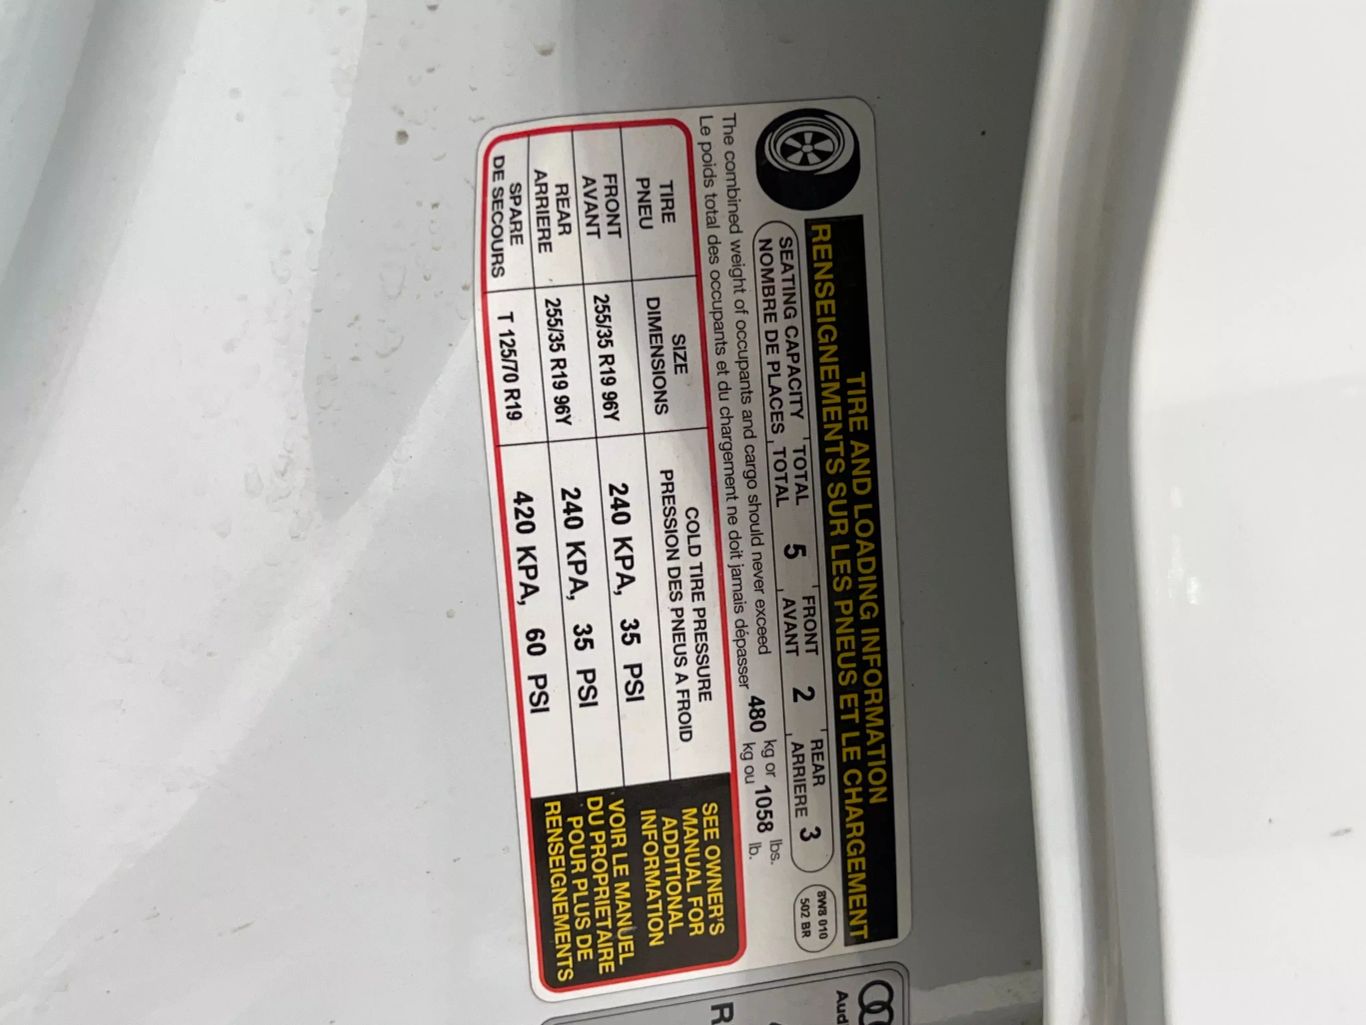 TIRE AND LOADING INFORMATION
RENSEIGNEMENTS SUR LES PNEUS ET LE CHARGEMENT
SEATING CAPACITY TOTAL 5 FRONT 2 REAR 3
NOMBRE DE PLACES TOTAL AVANT ARRIERE
8W8 010
502 BR
The combined weight of occupants and cargo should never exceed 480 kg or 1058 lbs.
Le poids total des occupants et du chargement ne doit jamais dépasser kg ou lb.
TIRE SIZE COLD TIRE PRESSURE
PNEU DIMENSIONS PRESSION DES PNEUS A FROID
FRONT 255/35 R19 96Y 240 KPA, 35 PSI
AVANT
REAR 255/35 R19 96Y 240 KPA, 35 PSI
ARRIERE
SPARE T 125/70 R19 420 KPA, 60 PSI
DE SECOURS
SEE OWNER'S
MANUAL FOR
ADDITIONAL
INFORMATION
VOIR LE MANUEL
DU PROPRIETAIRE
POUR PLUS DE
RENSEIGNEMENTS
Aud
R